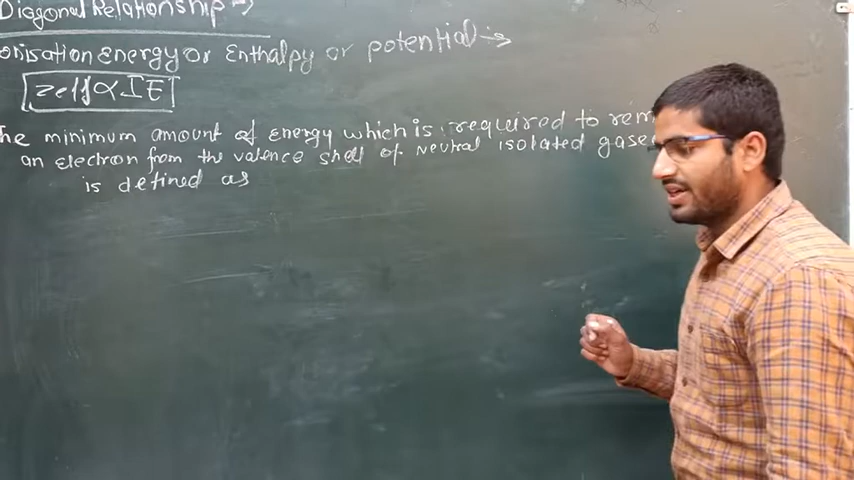 Diagonal Relationship →
onisation Energy or Enthalpy or potential →
zeff ∝ IE
he minimum amount of energy which is required to rem
an electron from the valence shell of neutral isolated gase
is defined as